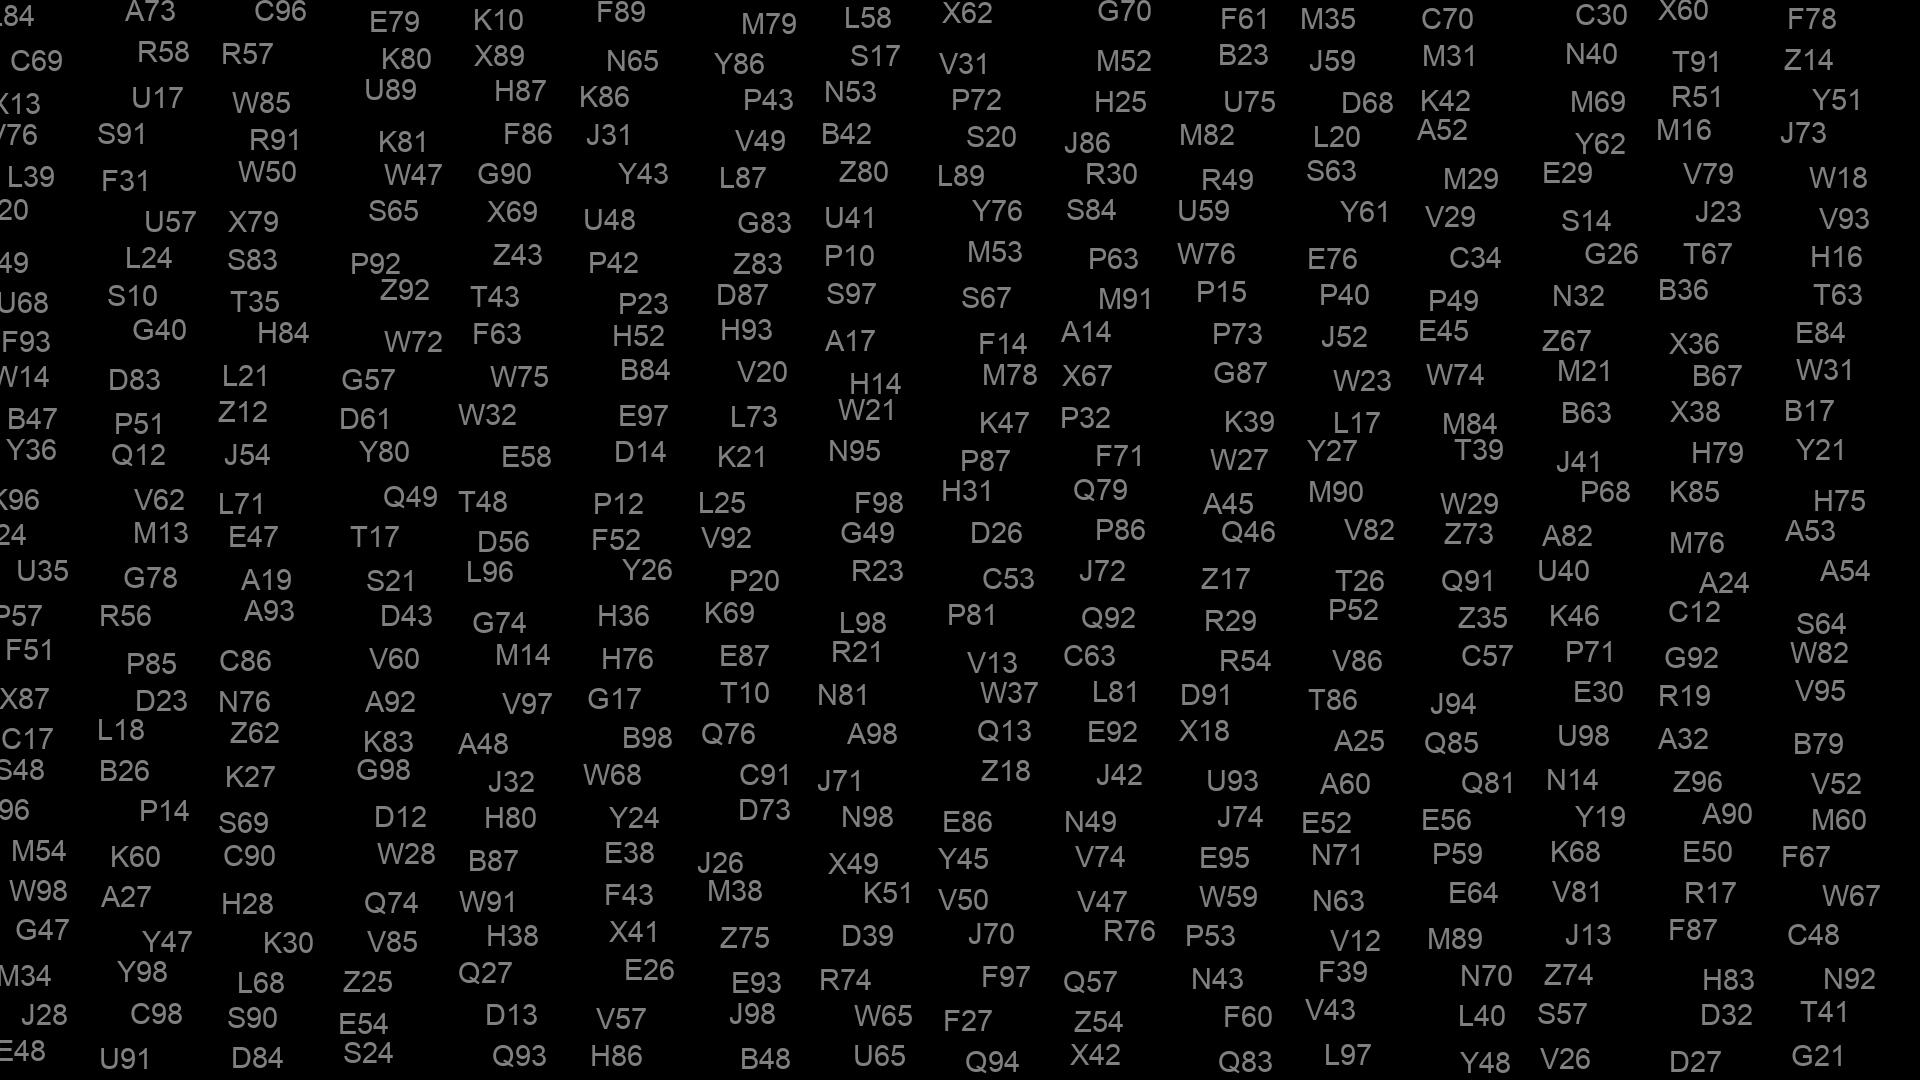 84 A73 C96 E79 K10 F89 M79 L58 X62 G70 F61 M35 C70 C30 X60 F78
C69 R58 R57 K80 X89 N65 Y86 S17 V31 M52 B23 J59 M31 N40 T91 Z14
X13 U17 W85 U89 H87 K86 P43 N53 P72 H25 U75 D68 K42 M69 R51 Y51
V76 S91 R91 K81 F86 J31 V49 B42 S20 J86 M82 L20 A52 Y62 M16 J73
L39 F31 W50 W47 G90 Y43 L87 Z80 L89 R30 R49 S63 M29 E29 V79 W18
20 U57 X79 S65 X69 U48 G83 U41 Y76 S84 U59 Y61 V29 S14 J23 V93
49 L24 S83 P92 Z43 P42 Z83 P10 M53 P63 W76 E76 C34 G26 T67 H16
U68 S10 T35 Z92 T43 P23 D87 S97 S67 M91 P15 P40 P49 N32 B36 T63
F93 G40 H84 W72 F63 H52 H93 A17 F14 A14 P73 J52 E45 Z67 X36 E84
W14 D83 L21 G57 W75 B84 V20 H14 M78 X67 G87 W23 W74 M21 B67 W31
B47 P51 Z12 D61 W32 E97 L73 W21 K47 P32 K39 L17 M84 B63 X38 B17
Y36 Q12 J54 Y80 E58 D14 K21 N95 P87 F71 W27 Y27 T39 J41 H79 Y21
K96 V62 L71 Q49 T48 P12 L25 F98 H31 Q79 A45 M90 W29 P68 K85 H75
24 M13 E47 T17 D56 F52 V92 G49 D26 P86 Q46 V82 Z73 A82 M76 A53
U35 G78 A19 S21 L96 Y26 P20 R23 C53 J72 Z17 T26 Q91 U40 A24 A54
P57 R56 A93 D43 G74 H36 K69 L98 P81 Q92 R29 P52 Z35 K46 C12 S64
F51 P85 C86 V60 M14 H76 E87 R21 V13 C63 R54 V86 C57 P71 G92 W82
X87 D23 N76 A92 V97 G17 T10 N81 W37 L81 D91 T86 J94 E30 R19 V95
C17 L18 Z62 K83 A48 B98 Q76 A98 Q13 E92 X18 A25 Q85 U98 A32 B79
S48 B26 K27 G98 J32 W68 C91 J71 Z18 J42 U93 A60 Q81 N14 Z96 V52
96 P14 S69 D12 H80 Y24 D73 N98 E86 N49 J74 E52 E56 Y19 A90 M60
M54 K60 C90 W28 B87 E38 J26 X49 Y45 V74 E95 N71 P59 K68 E50 F67
W98 A27 H28 Q74 W91 F43 M38 K51 V50 V47 W59 N63 E64 V81 R17 W67
G47 Y47 K30 V85 H38 X41 Z75 D39 J70 R76 P53 V12 M89 J13 F87 C48
M34 Y98 L68 Z25 Q27 E26 E93 R74 F97 Q57 N43 F39 N70 Z74 H83 N92
J28 C98 S90 E54 D13 V57 J98 W65 F27 Z54 F60 V43 L40 S57 D32 T41
E48 U91 D84 S24 Q93 H86 B48 U65 Q94 X42 Q83 L97 Y48 V26 D27 G21